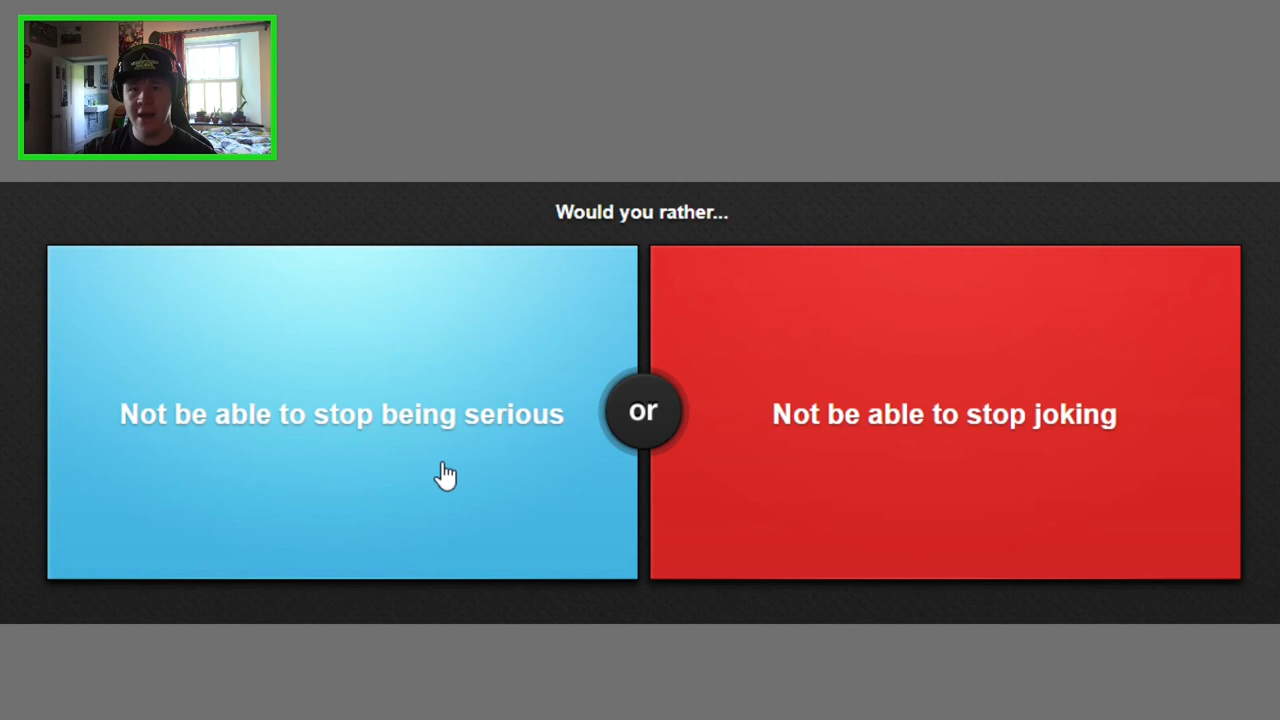 Would you rather...
Not be able to stop being serious
or
Not be able to stop joking